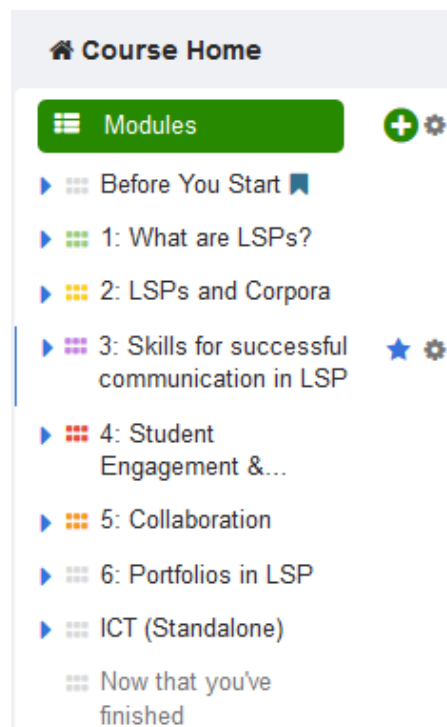 Course Home
Modules
Before You Start
1: What are LSPs?
2: LSPs and Corpora
3: Skills for successful
communication in LSP
4: Student
Engagement &...
5: Collaboration
6: Portfolios in LSP
ICT (Standalone)
Now that you've
finished